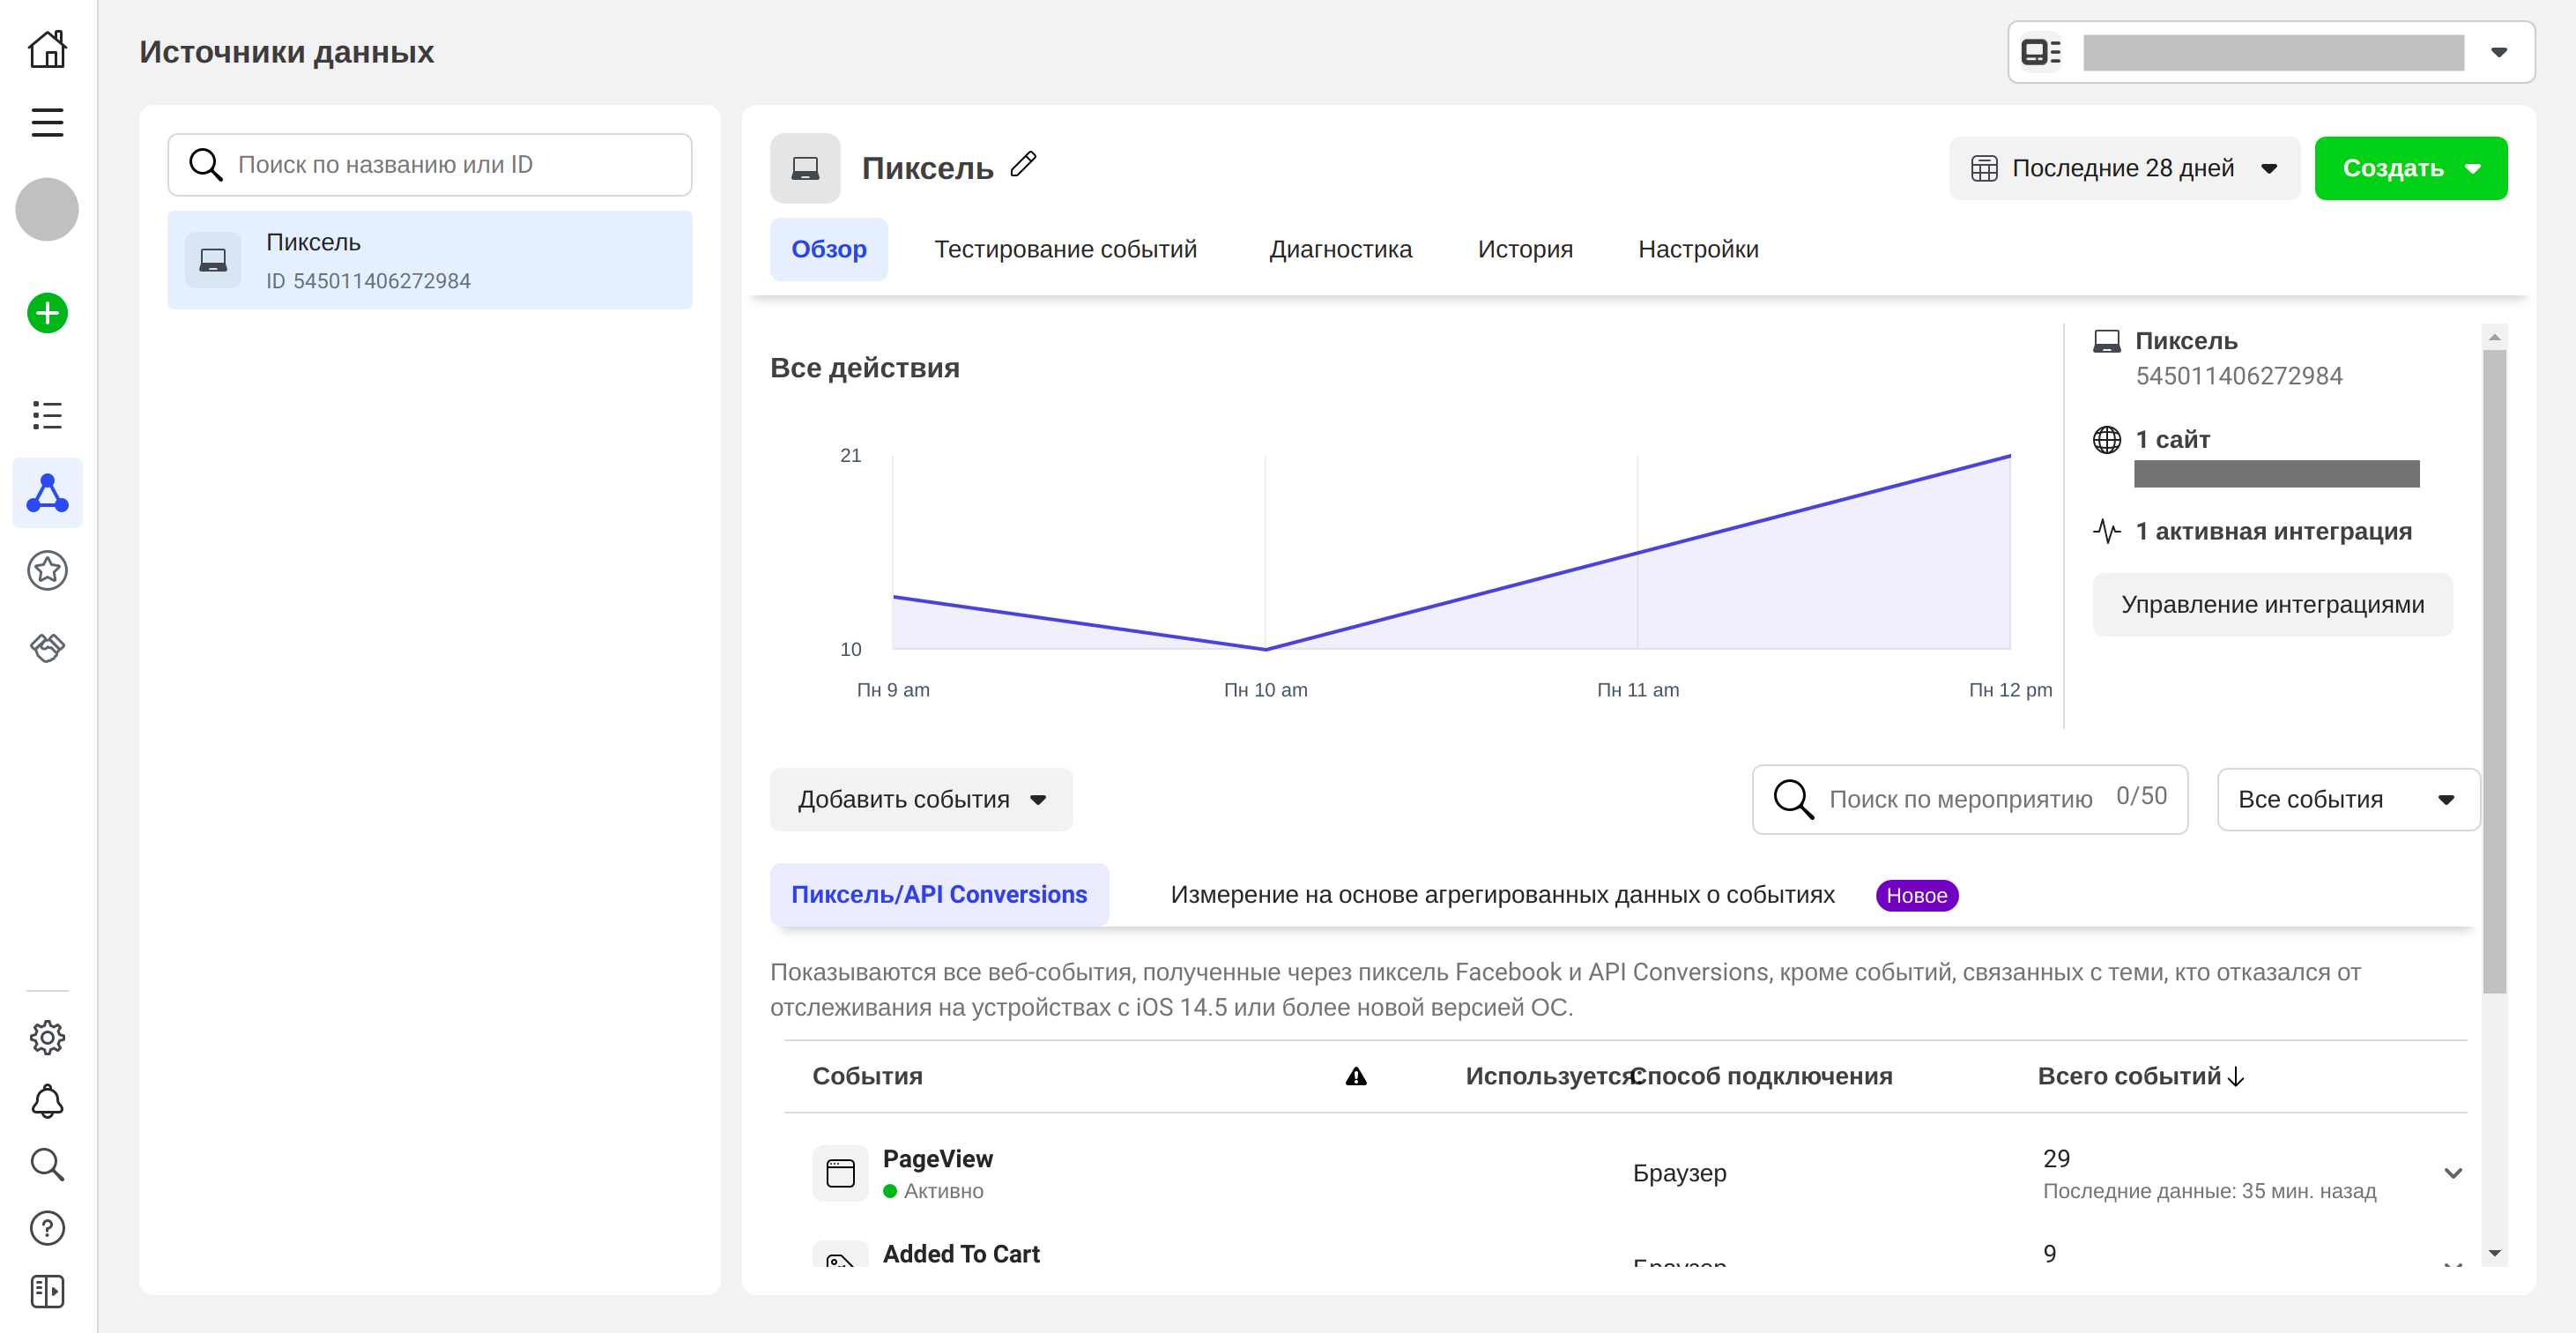 Источники данных
Поиск по названию или ID
Пиксель
ID 545011406272984
Пиксель
Последние 28 дней
Создать
Обзор
Тестирование событий
Диагностика
История
Настройки
Все действия
21
10
Пн 9 am
Пн 10 am
Пн 11 am
Пн 12 pm
Пиксель
545011406272984
1 сайт
1 активная интеграция
Управление интеграциями
Добавить события
Поиск по мероприятию
0/50
Все события
Пиксель/API Conversions
Измерение на основе агрегированных данных о событиях
Новое
Показываются все веб-события, полученные через пиксель Facebook и API Conversions, кроме событий, связанных с теми, кто отказался от
отслеживания на устройствах с iOS 14.5 или более новой версией ОС.
События
Используется:
Способ подключения
Всего событий
PageView
Активно
Браузер
29
Последние данные: 35 мин. назад
Added To Cart
Браузер
9